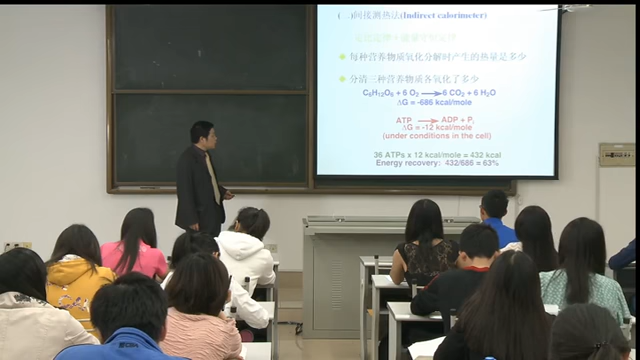 (二)间接测热法(Indirect calorimeter)
每种营养物质氧化分解时产生的热量是多少
分清三种营养物质各氧化了多少
C₆H₁₂O₆ + 6 O₂ ⟶ 6 CO₂ + 6 H₂O
ΔG = -686 kcal/mole
ATP ⟶ ADP + Pᵢ
ΔG = -12 kcal/mole
(under conditions in the cell)
36 ATPs x 12 kcal/mole = 432 kcal
Energy recovery: 432/686 = 63%